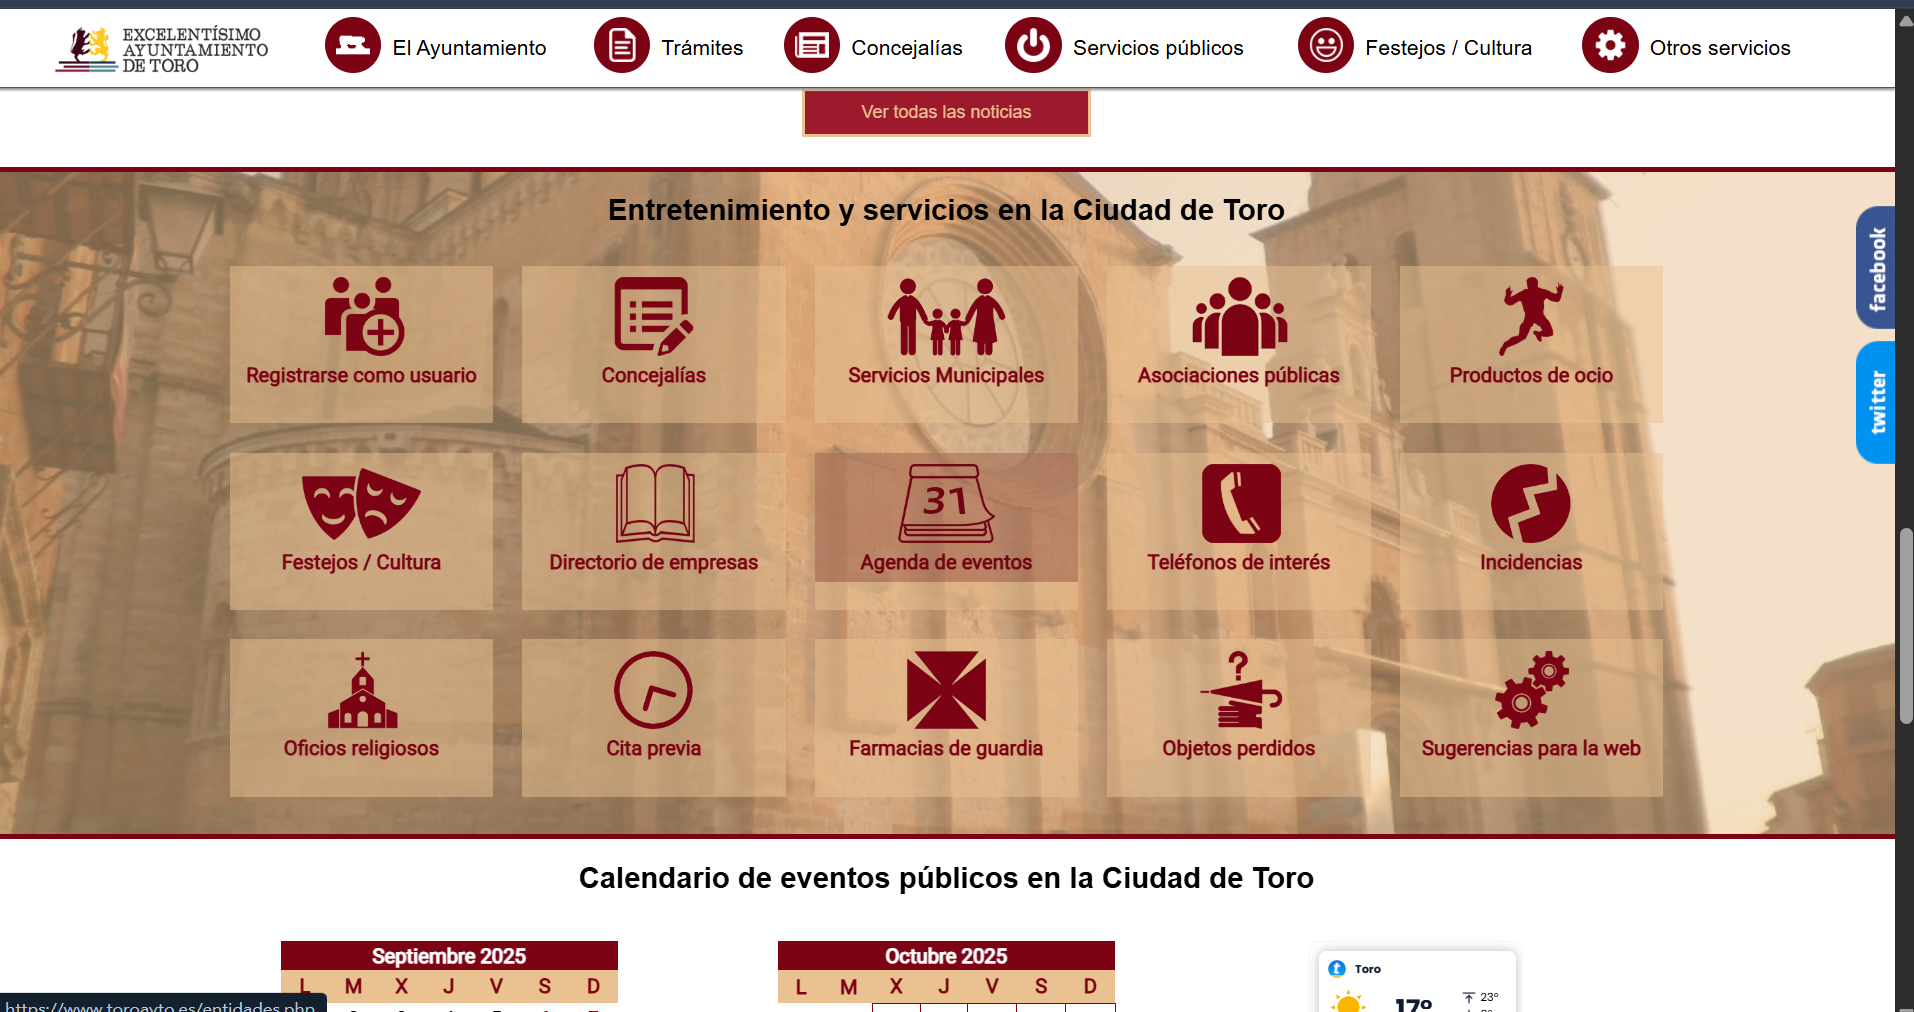 EXCELENTÍSIMO
AYUNTAMIENTO
DE TORO
El Ayuntamiento
Trámites
Concejalías
Servicios públicos
Festejos / Cultura
Otros servicios
Ver todas las noticias
Entretenimiento y servicios en la Ciudad de Toro
facebook
twitter
Registrarse como usuario
Concejalías
Servicios Municipales
Asociaciones públicas
Productos de ocio
Festejos / Cultura
Directorio de empresas
31
Agenda de eventos
Teléfonos de interés
Incidencias
Oficios religiosos
Cita previa
Farmacias de guardia
Objetos perdidos
Sugerencias para la web
Calendario de eventos públicos en la Ciudad de Toro
Septiembre 2025
L M X J V S D
Octubre 2025
L M X J V S D
t Toro
17º
23º
https://www.toroayto.es/entidades.php